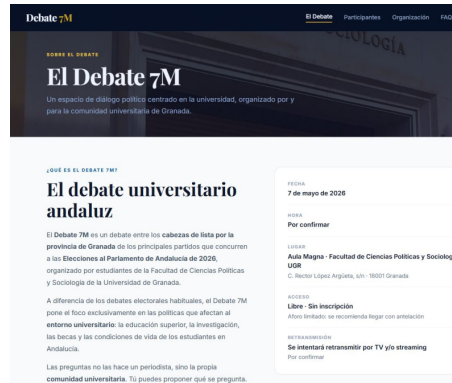 Debate 7M
El Debate
Participantes
Organización
FAQ
SOBRE EL DEBATE
El Debate 7M
Un espacio de diálogo político centrado en la universidad, organizado por y
para la comunidad universitaria de Granada.
¿QUÉ ES EL DEBATE 7M?
El debate universitario
andaluz
El Debate 7M es un debate entre los cabezas de lista por la
provincia de Granada de los principales partidos que concurren
a las Elecciones al Parlamento de Andalucía de 2026,
organizado por estudiantes de la Facultad de Ciencias Políticas
y Sociología de la Universidad de Granada.
A diferencia de los debates electorales habituales, el Debate 7M
pone el foco exclusivamente en las políticas que afectan al
entorno universitario: la educación superior, la investigación,
las becas y las condiciones de vida de los estudiantes en
Andalucía.
Las preguntas no las hace un periodista, sino la propia
comunidad universitaria. Tú puedes proponer qué se pregunta.
FECHA
7 de mayo de 2026
HORA
Por confirmar
LUGAR
Aula Magna · Facultad de Ciencias Políticas y Sociolog
UGR
C. Rector López Argüeta, s/n · 18001 Granada
ACCESO
Libre · Sin inscripción
Aforo limitado: se recomienda llegar con antelación
RETRANSMISIÓN
Se intentará retransmitir por TV y/o streaming
Por confirmar